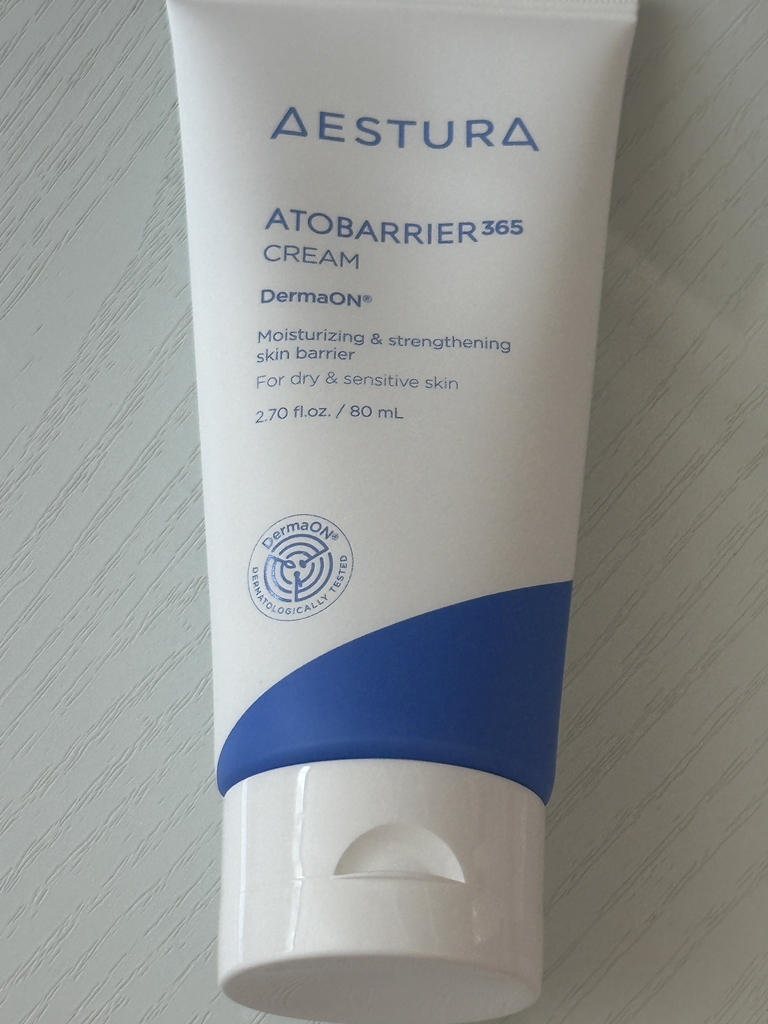 AESTURA
ATOBARRIER365
CREAM
DermaON®
Moisturizing & strengthening
skin barrier
For dry & sensitive skin
2.70 fl.oz. / 80 mL
DermaON®
DERMATOLOGICALLY TESTED